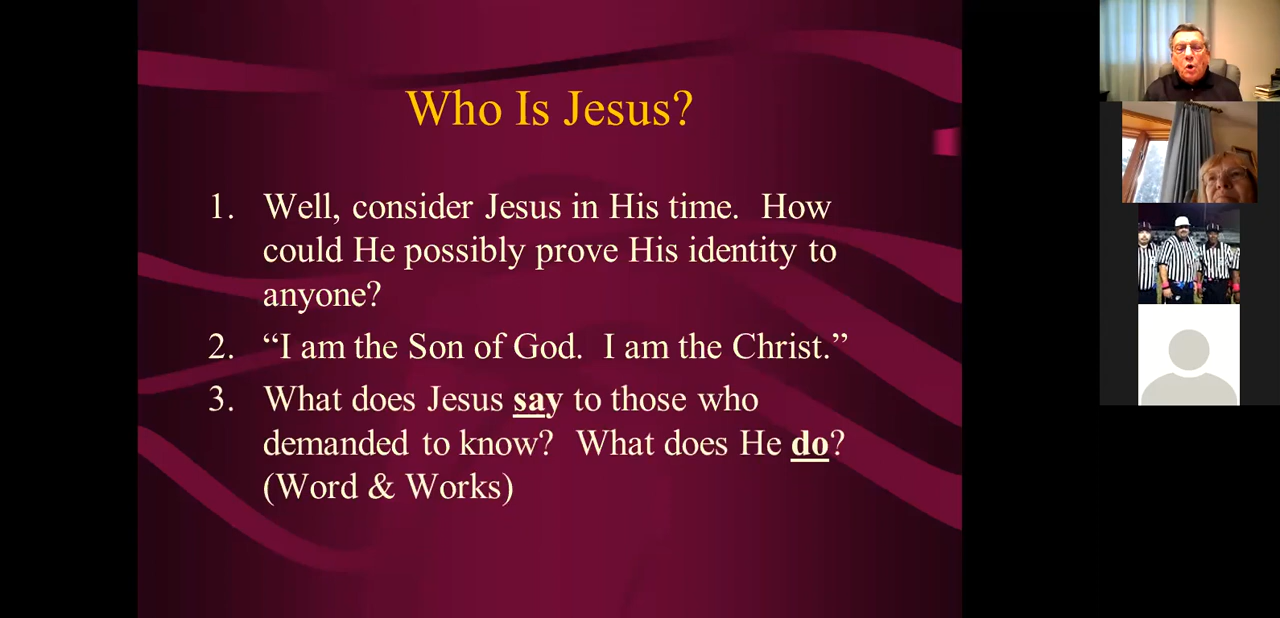 Who Is Jesus?
1. Well, consider Jesus in His time. How
could He possibly prove His identity to
anyone?
2. “I am the Son of God. I am the Christ.”
3. What does Jesus say to those who
demanded to know? What does He do?
(Word & Works)